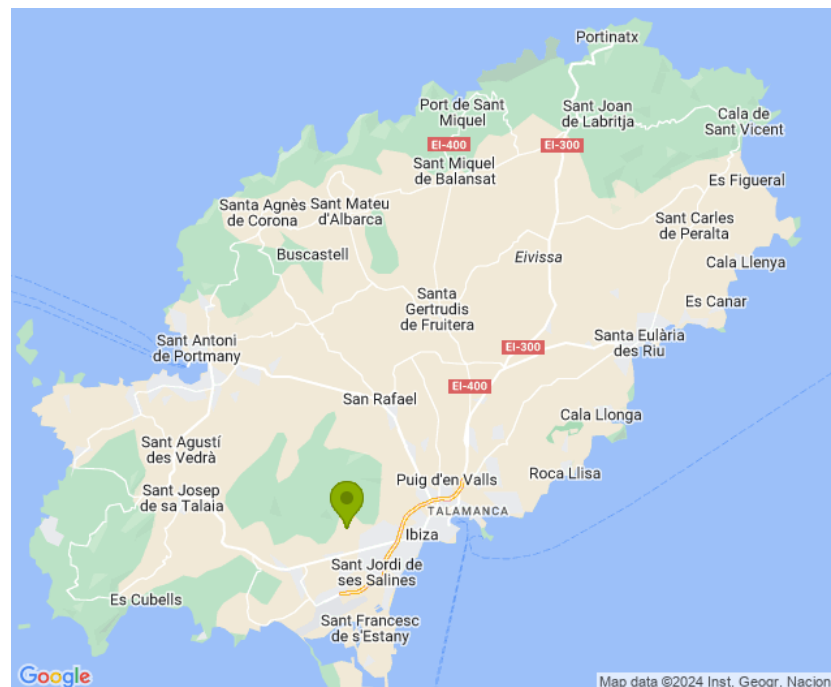 Portinatx
Port de Sant
Miquel
Sant Joan
de Labritja
Cala de
Sant Vicent
EI-400
EI-300
Sant Miquel
de Balansat
Es Figueral
Santa Agnès
de Corona
Sant Mateu
d'Albarca
Sant Carles
de Peralta
Buscastell
Eivissa
Cala Llenya
Santa
Gertrudis
de Fruitera
Es Canar
Sant Antoni
de Portmany
Santa Eulària
des Riu
EI-300
EI-400
San Rafael
Cala Llonga
Sant Agustí
des Vedrà
Puig d'en Valls
Roca Llisa
Sant Josep
de sa Talaia
TALAMANCA
Ibiza
Sant Jordi de
ses Salines
Es Cubells
Sant Francesc
de s'Estany
Google
Map data ©2024 Inst. Geogr. Nacion